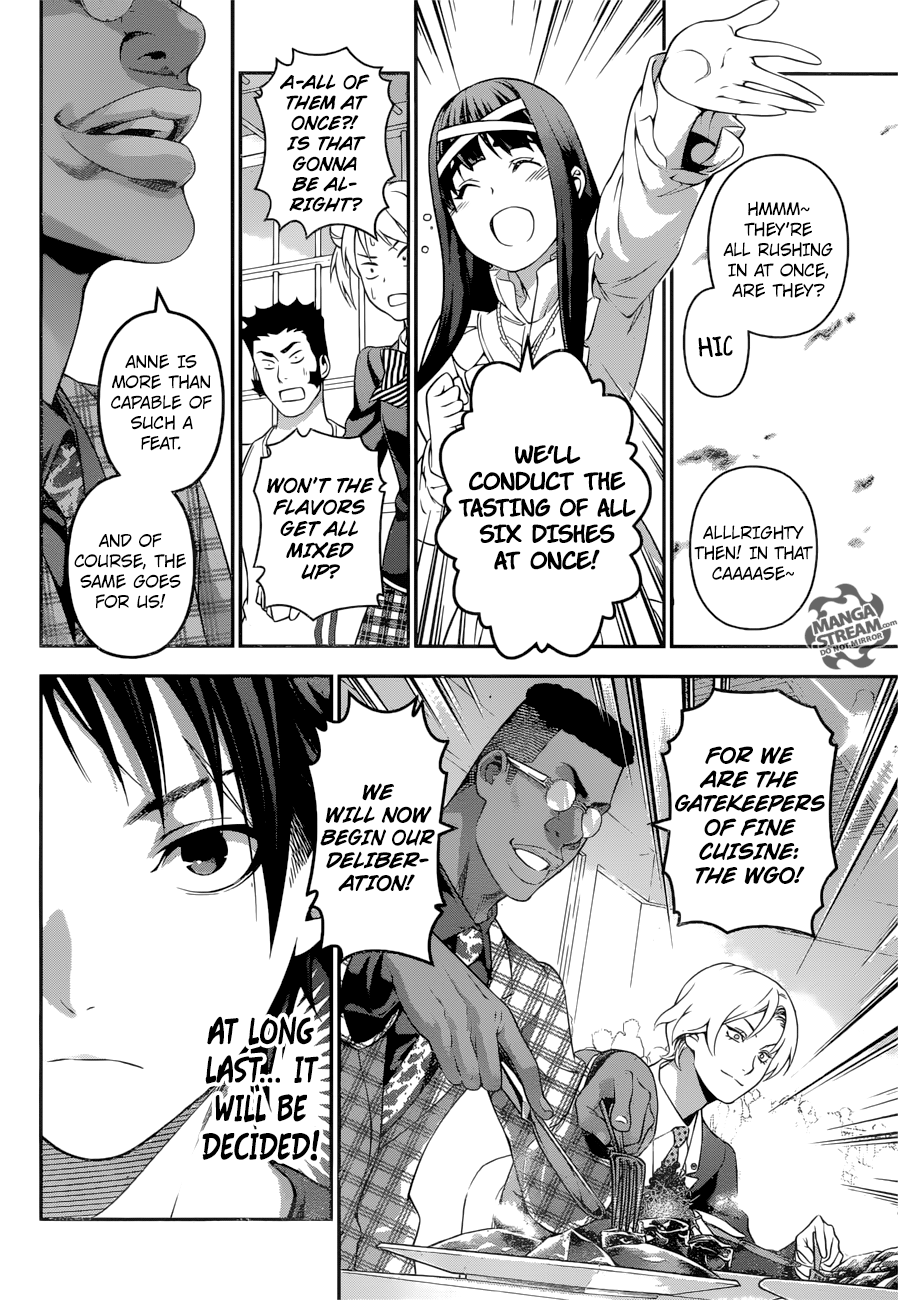 HMMM~
THEY'RE
ALL RUSHING
IN AT ONCE,
ARE THEY?
HIC
ALLLRIGHTY
THEN! IN THAT
CAAAASE~
WE'LL
CONDUCT THE
TASTING OF ALL
SIX DISHES
AT ONCE!
A-ALL OF
THEM AT
ONCE?!
IS THAT
GONNA
BE AL-
RIGHT?
WON'T THE
FLAVORS
GET ALL
MIXED
UP?
ANNE IS
MORE THAN
CAPABLE OF
SUCH A
FEAT.
AND OF
COURSE, THE
SAME GOES
FOR US!
MANGA
STREAM.com
DO NOT MIRROR
FOR WE
ARE THE
GATEKEEPERS
OF FINE
CUISINE:
THE WGO!
WE
WILL NOW
BEGIN OUR
DELIBER-
ATION!
AT LONG
LAST... IT
WILL BE
DECIDED!